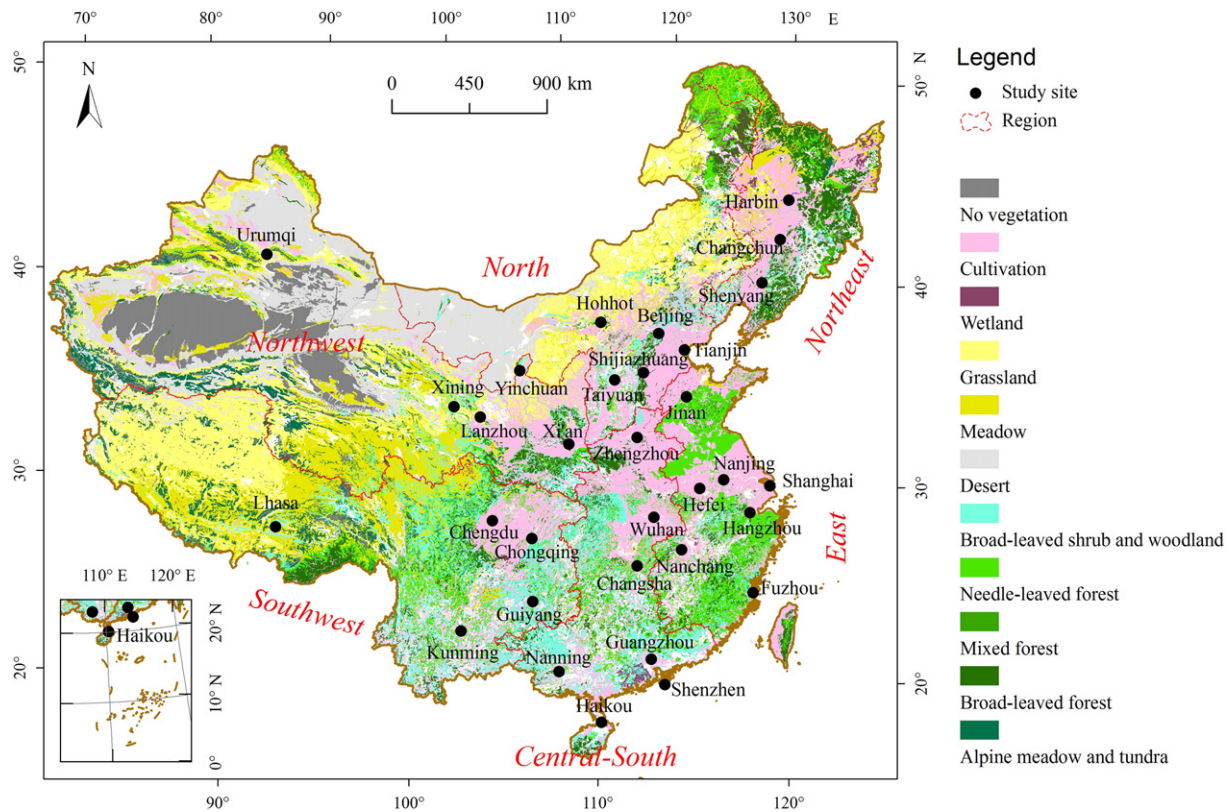 70°
80°
90°
100°
110°
120°
130°
E
50°
N
0
450
900 km
N
50°
Legend
Study site
Region
No vegetation
Cultivation
Wetland
Grassland
Meadow
Desert
Broad-leaved shrub and woodland
Needle-leaved forest
Mixed forest
Broad-leaved forest
Alpine meadow and tundra
Harbin
Urumqi
Changchun
40°
North
Northeast
40°
Shenyang
Hohhot
Beijing
Northwest
Shijiazhuang
Tianjin
Xining
Yinchuan
Taiyuan
Jinan
Lanzhou
Xi'an
Zhengzhou
30°
Nanjing
Shanghai
30°
Lhasa
Hefei
Hangzhou
Chengdu
Wuhan
East
Chongqing
Nanchang
Changsha
Fuzhou
Southwest
Guiyang
Guangzhou
Kunming
Nanning
Shenzhen
20°
20°
Haikou
Central-South
110° E
120° E
20° N
Haikou
10°
0°
90°
100°
110°
120°